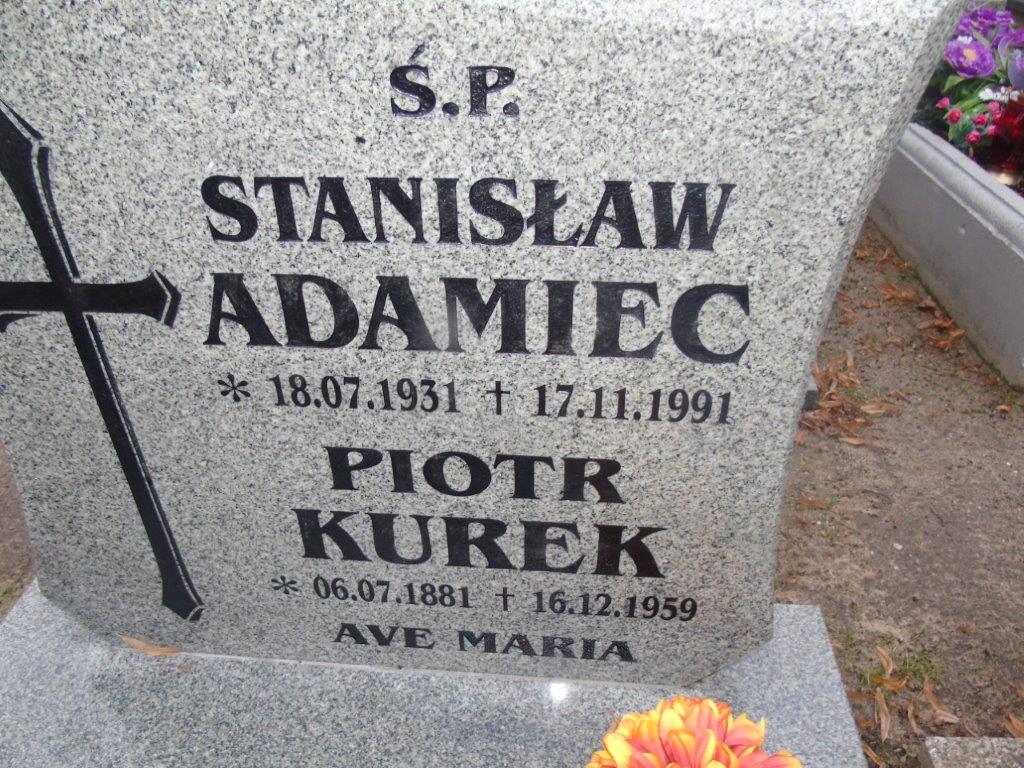 Ś.P.
STANISŁAW
ADAMIEC
* 18.07.1931 † 17.11.1991
PIOTR
KUREK
* 06.07.1881 † 16.12.1959
AVE MARIA